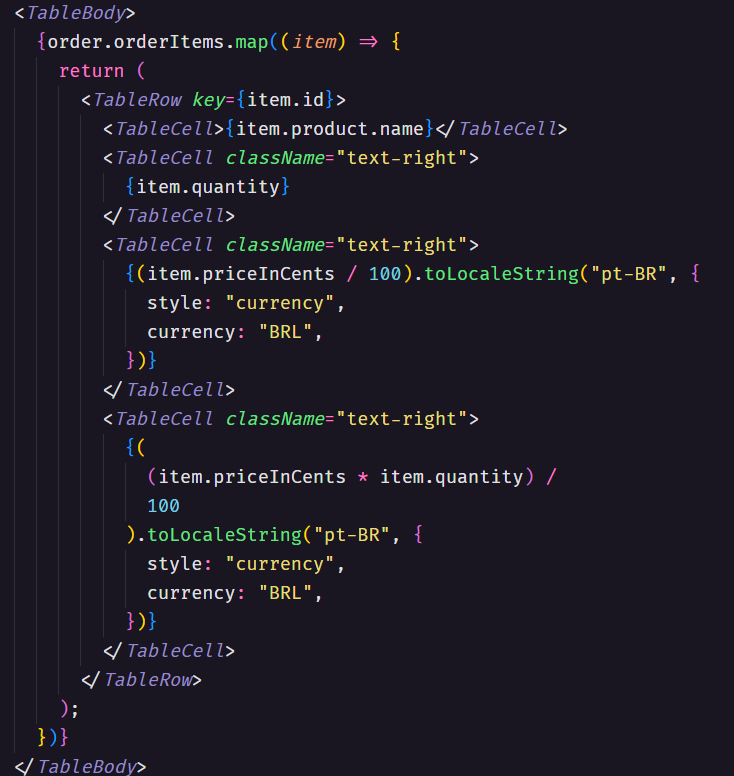 <TableBody>
{order.orderItems.map((item) => {
return (
<TableRow key={item.id}>
<TableCell>{item.product.name}</TableCell>
<TableCell className="text-right">
{item.quantity}
</TableCell>
<TableCell className="text-right">
{(item.priceInCents / 100).toLocaleString("pt-BR", {
style: "currency",
currency: "BRL",
})}
</TableCell>
<TableCell className="text-right">
{(
(item.priceInCents * item.quantity) /
100
).toLocaleString("pt-BR", {
style: "currency",
currency: "BRL",
})}
</TableCell>
</TableRow>
);
})}
</TableBody>